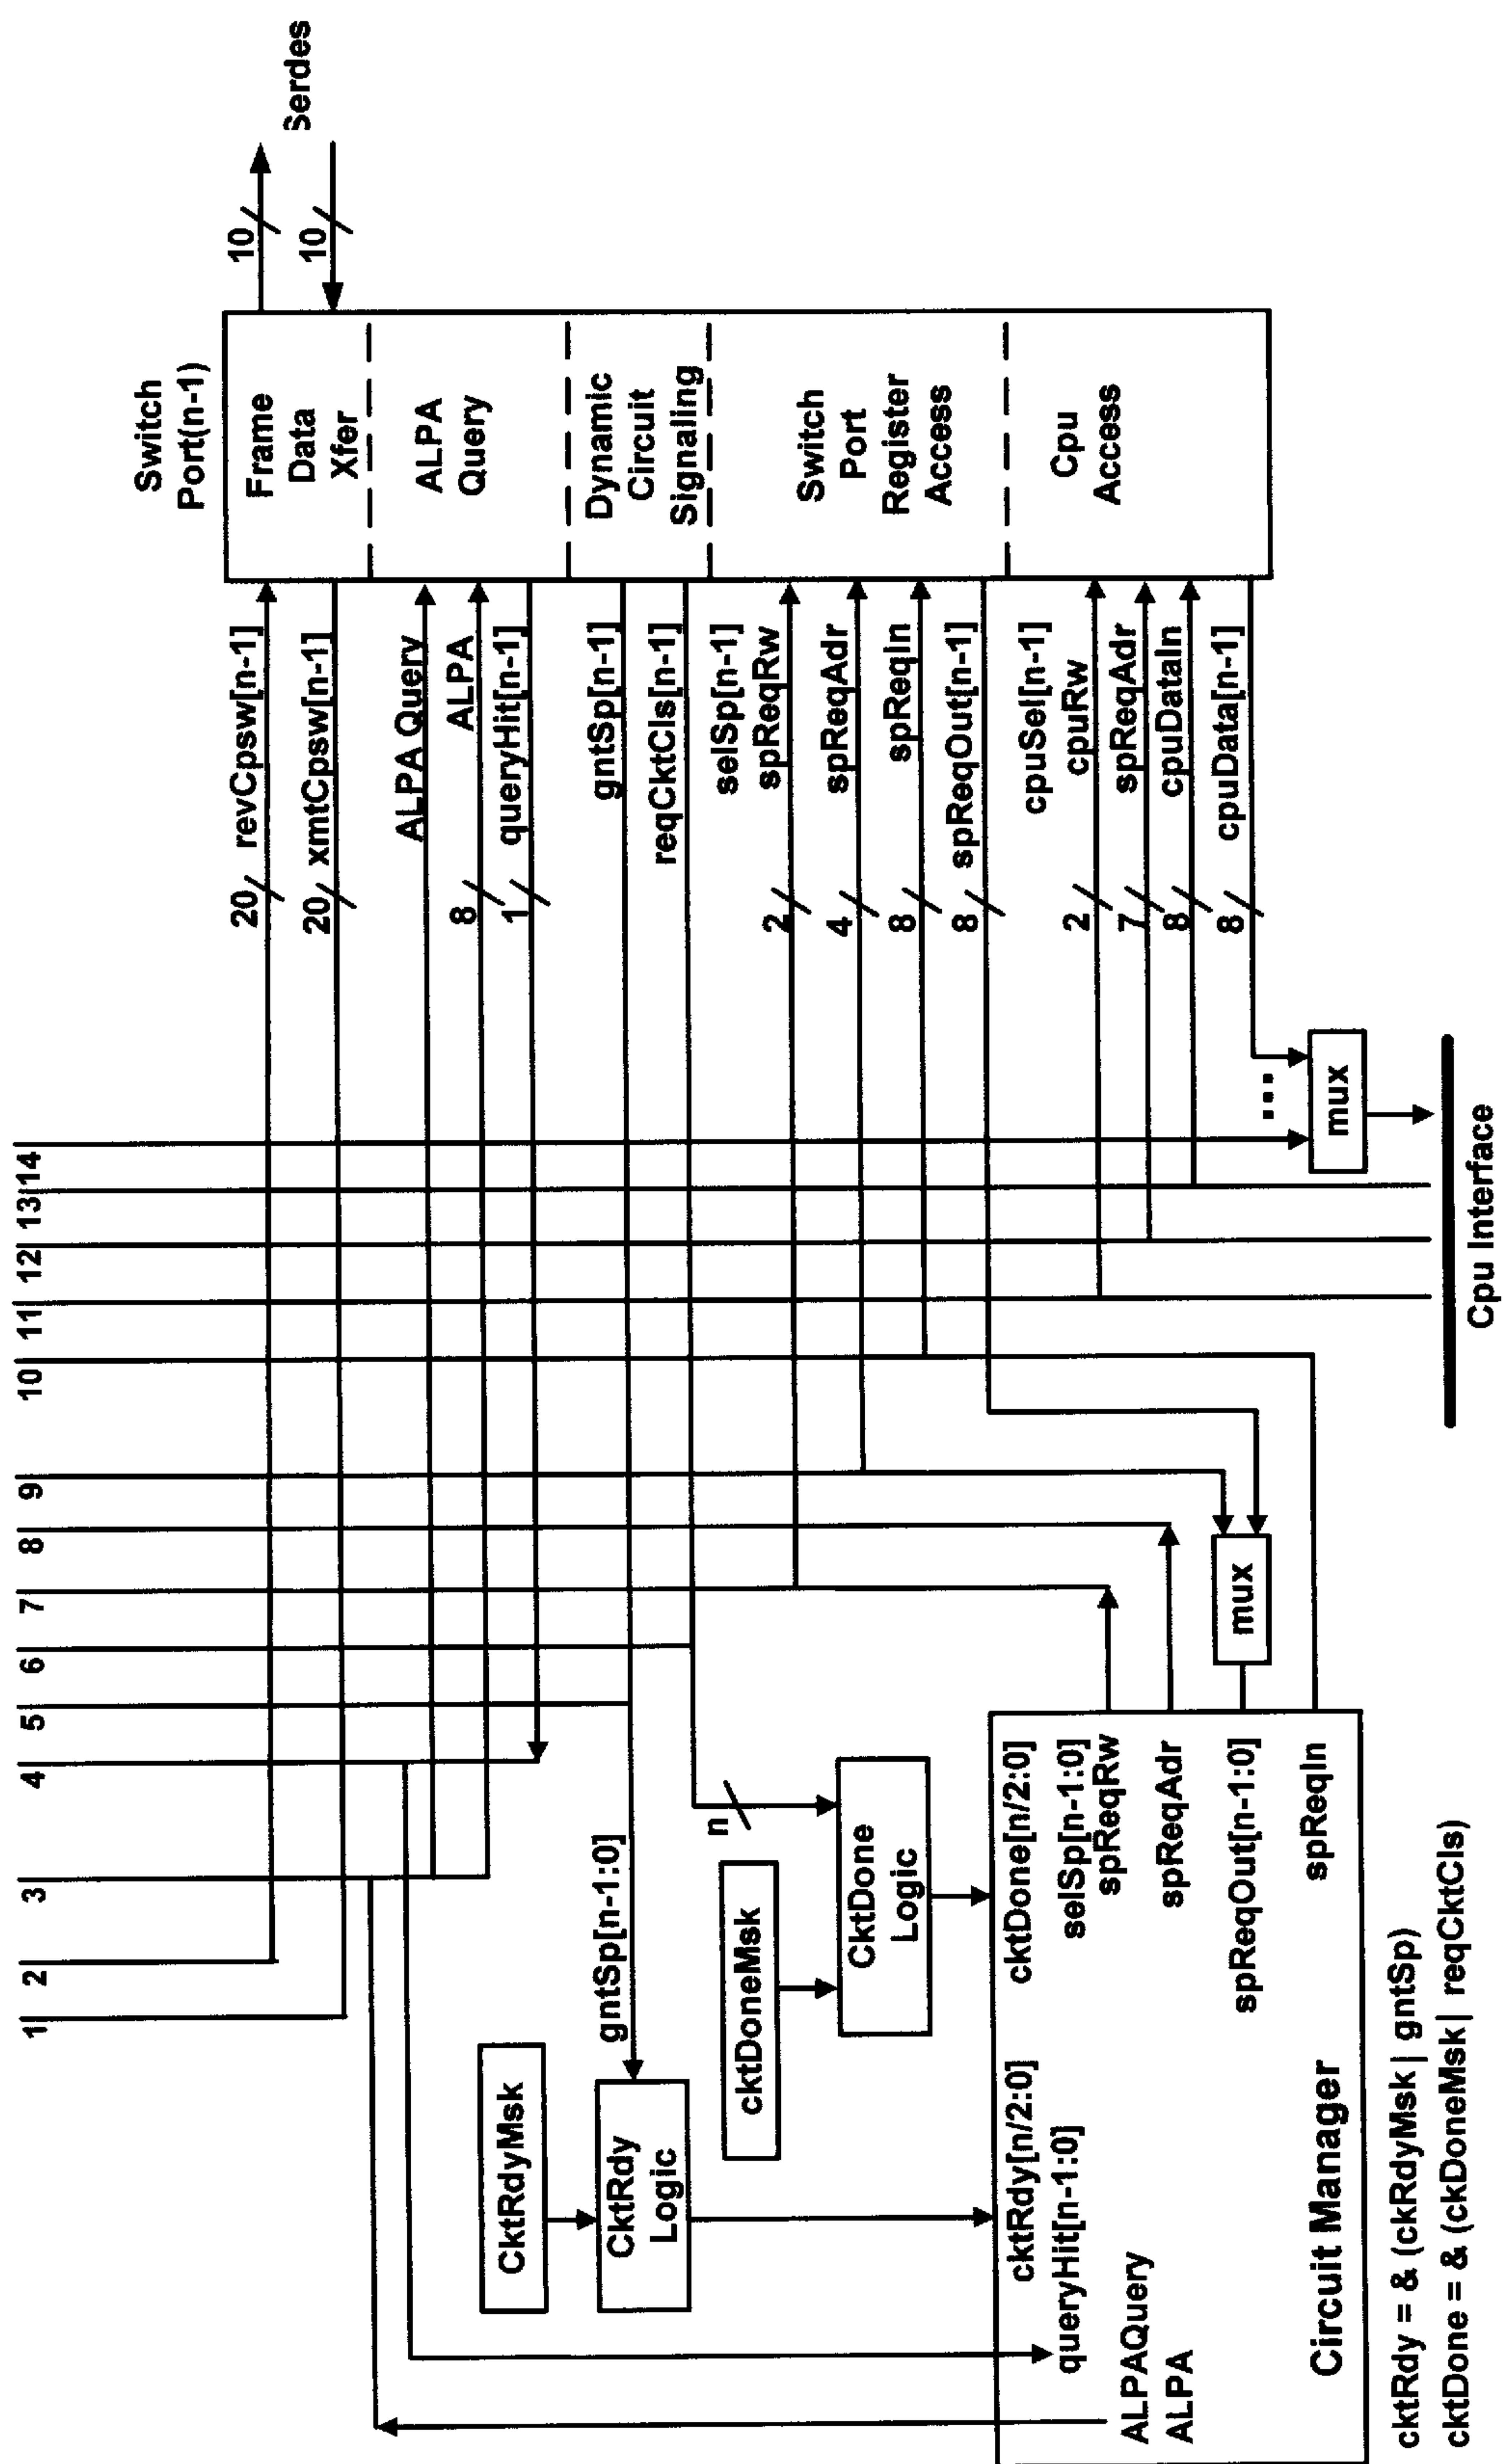 Serdes
10
10
Switch
Port(n-1)
Frame
Data
Xfer
ALPA
Query
Dynamic
Circuit
Signaling
Switch
Port
Register
Access
Cpu
Access
20 revCpsw[n-1]
20 xmtCpsw[n-1]
ALPA Query
8 ALPA
1 queryHit[n-1]
gntSp[n-1]
reqCktCls[n-1]
selSp[n-1]
2 spReqRw
4 spReqAdr
8 spReqIn
8 spReqOut[n-1]
cpuSel[n-1]
2 cpuRw
7 spReqAdr
8 cpuDataIn
8 cpuData[n-1]
...
mux
Cpu Interface
14
13
12
11
10
9
8
7
6
5
4
3
2
1
mux
n
gntSp[n-1:0]
CktRdyMsk
CktRdy
Logic
cktDoneMsk
CktDone
Logic
cktRdy[n/2:0]
cktDone[n/2:0]
queryHit[n-1:0]
selSp[n-1:0]
spReqRw
ALPAQuery
ALPA
spReqAdr
spReqOut[n-1:0]
spReqIn
Circuit Manager
cktRdy = & (ckRdyMsk | gntSp)
cktDone = & (ckDoneMsk | reqCktCls)